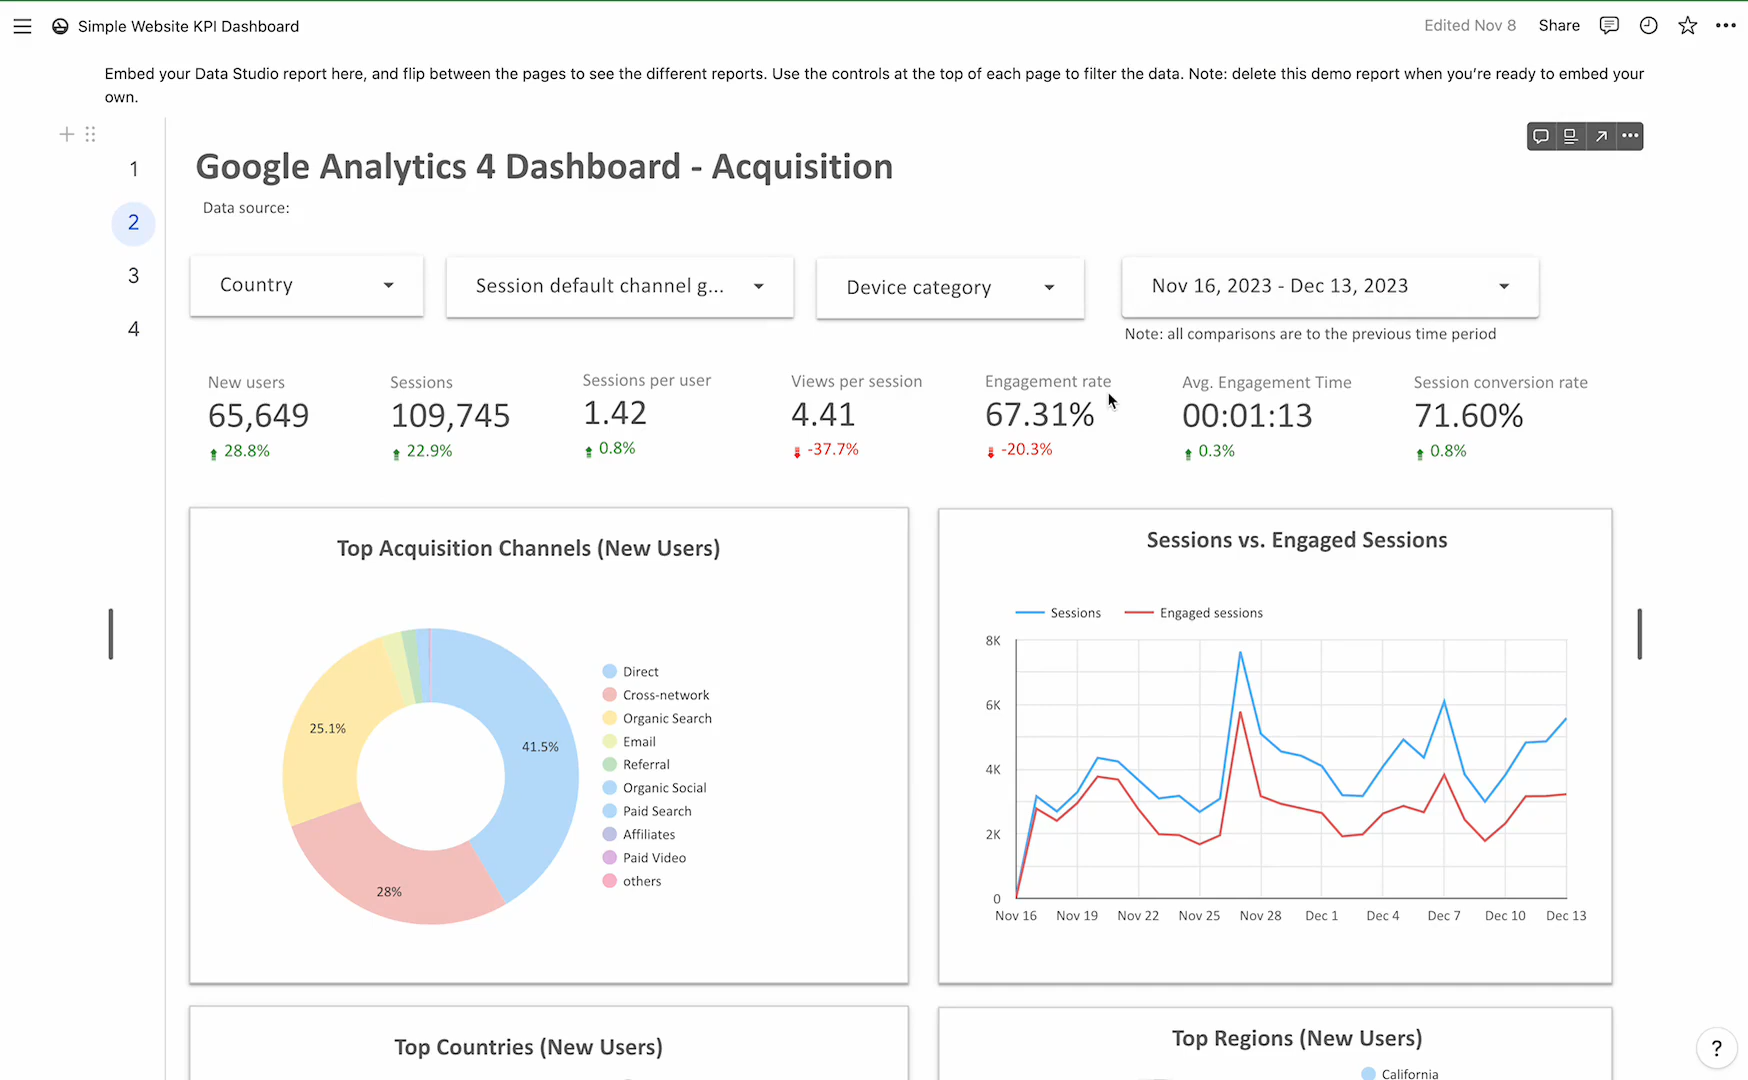 Simple Website KPI Dashboard
Edited Nov 8
Share
Embed your Data Studio report here, and flip between the pages to see the different reports. Use the controls at the top of each page to filter the data. Note: delete this demo report when you’re ready to embed your
own.
1
2
3
4
Google Analytics 4 Dashboard - Acquisition
Data source:
Country
Session default channel g...
Device category
Nov 16, 2023 - Dec 13, 2023
Note: all comparisons are to the previous time period
New users
65,649
28.8%
Sessions
109,745
22.9%
Sessions per user
1.42
0.8%
Views per session
4.41
-37.7%
Engagement rate
67.31%
-20.3%
Avg. Engagement Time
00:01:13
0.3%
Session conversion rate
71.60%
0.8%
Top Acquisition Channels (New Users)
25.1%
41.5%
28%
Direct
Cross-network
Organic Search
Email
Referral
Organic Social
Paid Search
Affiliates
Paid Video
others
Sessions vs. Engaged Sessions
Sessions
Engaged sessions
8K
6K
4K
2K
0
Nov 16
Nov 19
Nov 22
Nov 25
Nov 28
Dec 1
Dec 4
Dec 7
Dec 10
Dec 13
Top Countries (New Users)
Top Regions (New Users)
California
?